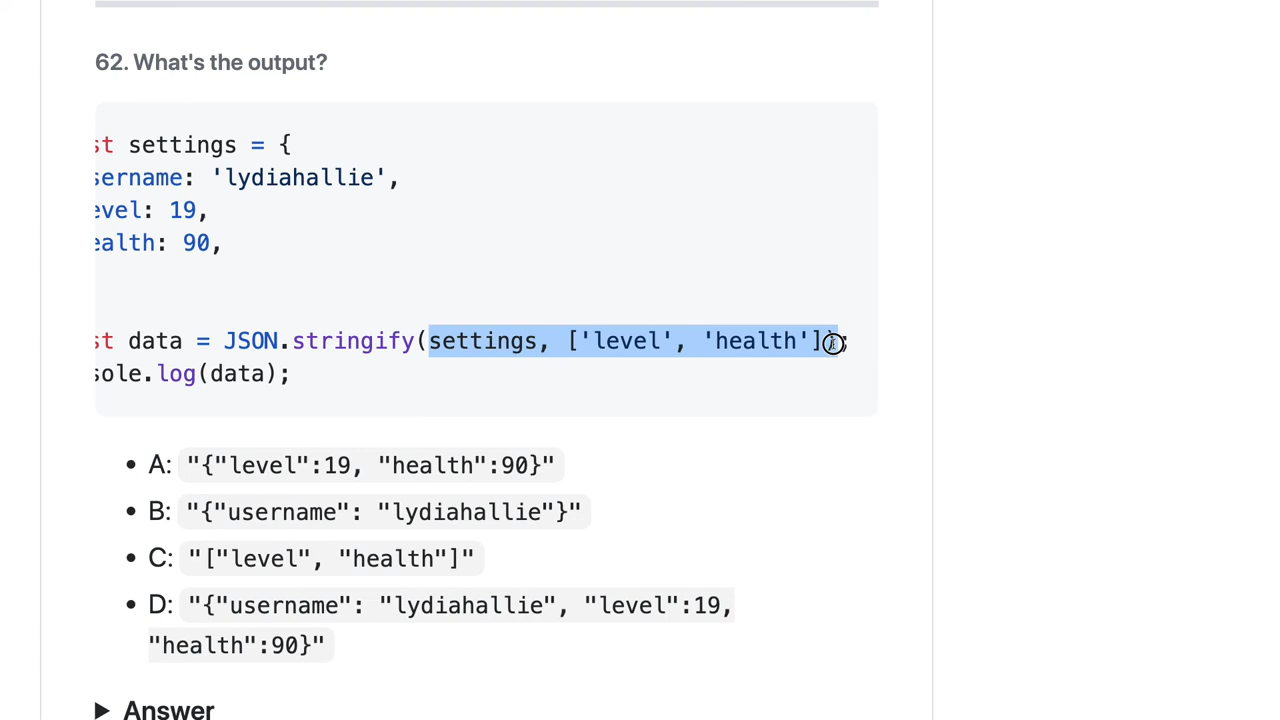 62. What's the output?
st settings = {
sername: 'lydiahallie',
evel: 19,
ealth: 90,
st data = JSON.stringify(settings, ['level', 'health']);
sole.log(data);
• A: "{"level":19, "health":90}"
• B: "{"username": "lydiahallie"}"
• C: "["level", "health"]"
• D: "{"username": "lydiahallie", "level":19,
"health":90}"
▶ Answer